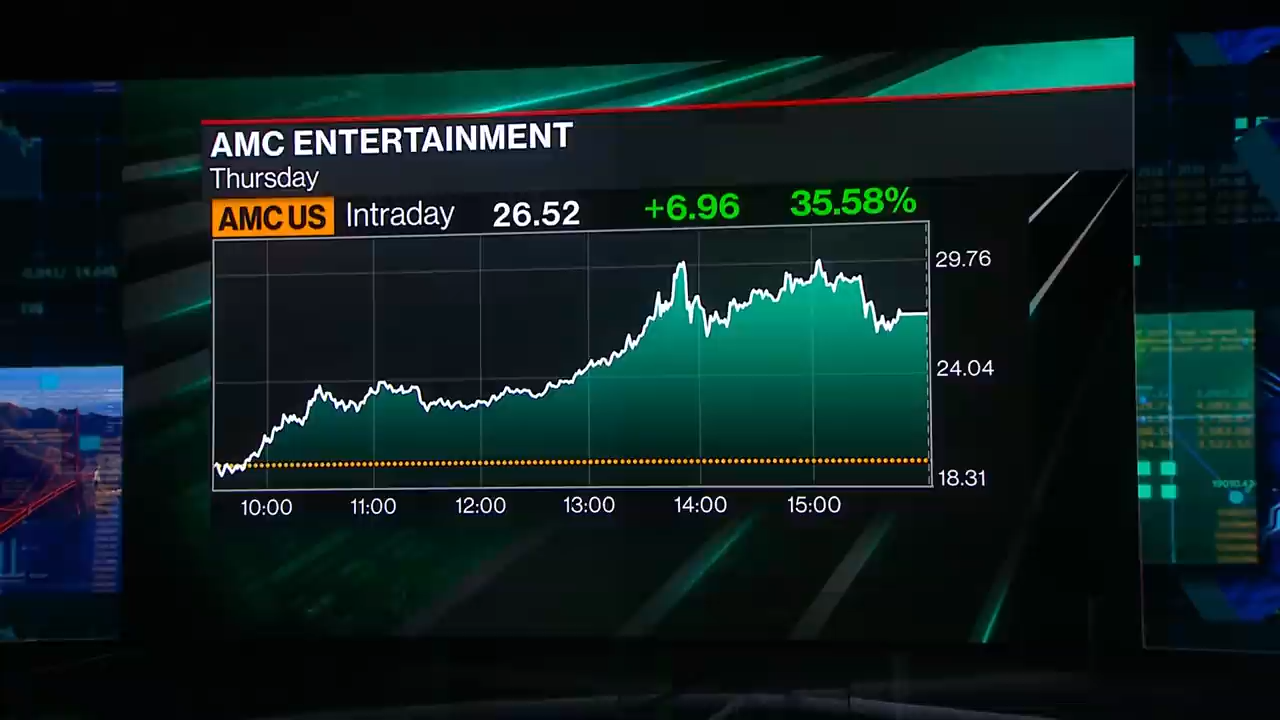 AMC ENTERTAINMENT
Thursday
AMC US Intraday 26.52 +6.96 35.58%
29.76
24.04
18.31
10:00 11:00 12:00 13:00 14:00 15:00